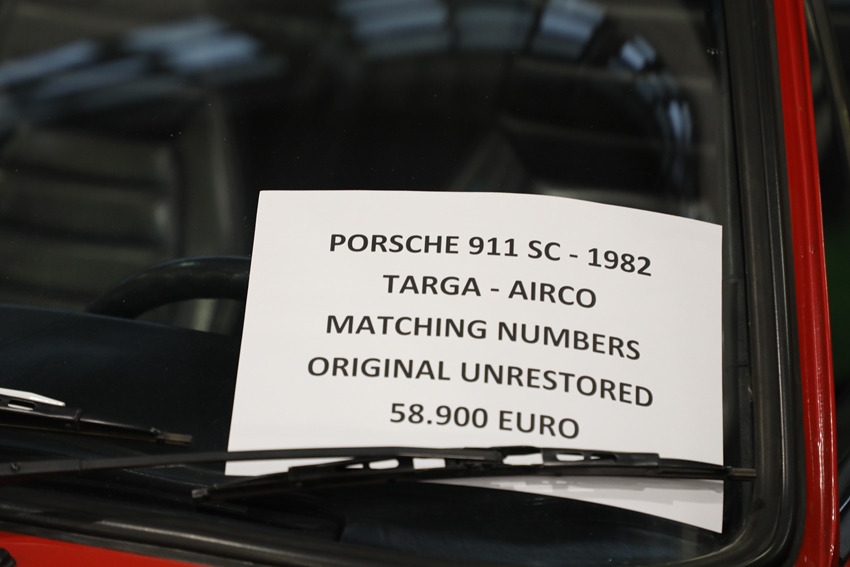 PORSCHE 911 SC - 1982
TARGA - AIRCO
MATCHING NUMBERS
ORIGINAL UNRESTORED
58.900 EURO